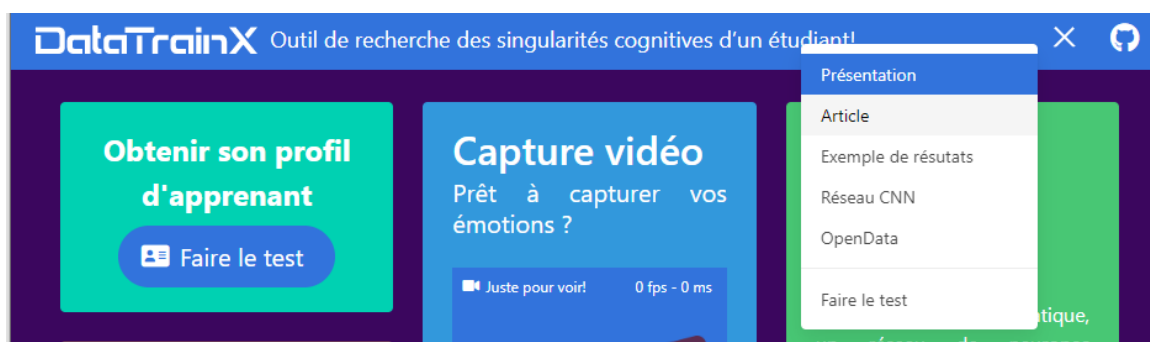 DataTrainX Outil de recherche des singularités cognitives d'un étudiant!
Présentation
Article
Exemple de résutats
Réseau CNN
OpenData
Faire le test
Obtenir son profil
d'apprenant
Faire le test
Capture vidéo
Prêt à capturer vos
émotions ?
Juste pour voir! 0 fps - 0 ms
tique,